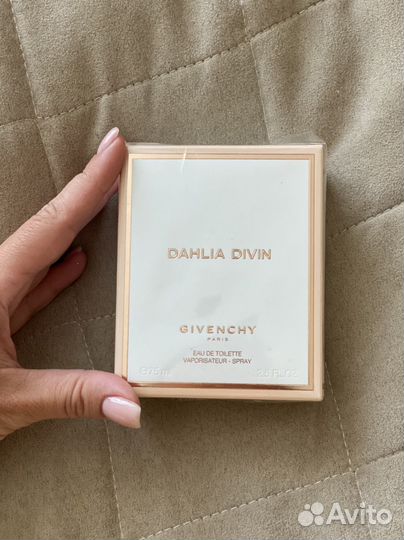 DAHLIA DIVIN
GIVENCHY
PARIS
EAU DE TOILETTE
VAPORISATEUR - SPRAY
℮75 ml 2.5 FL.OZ.
Avito